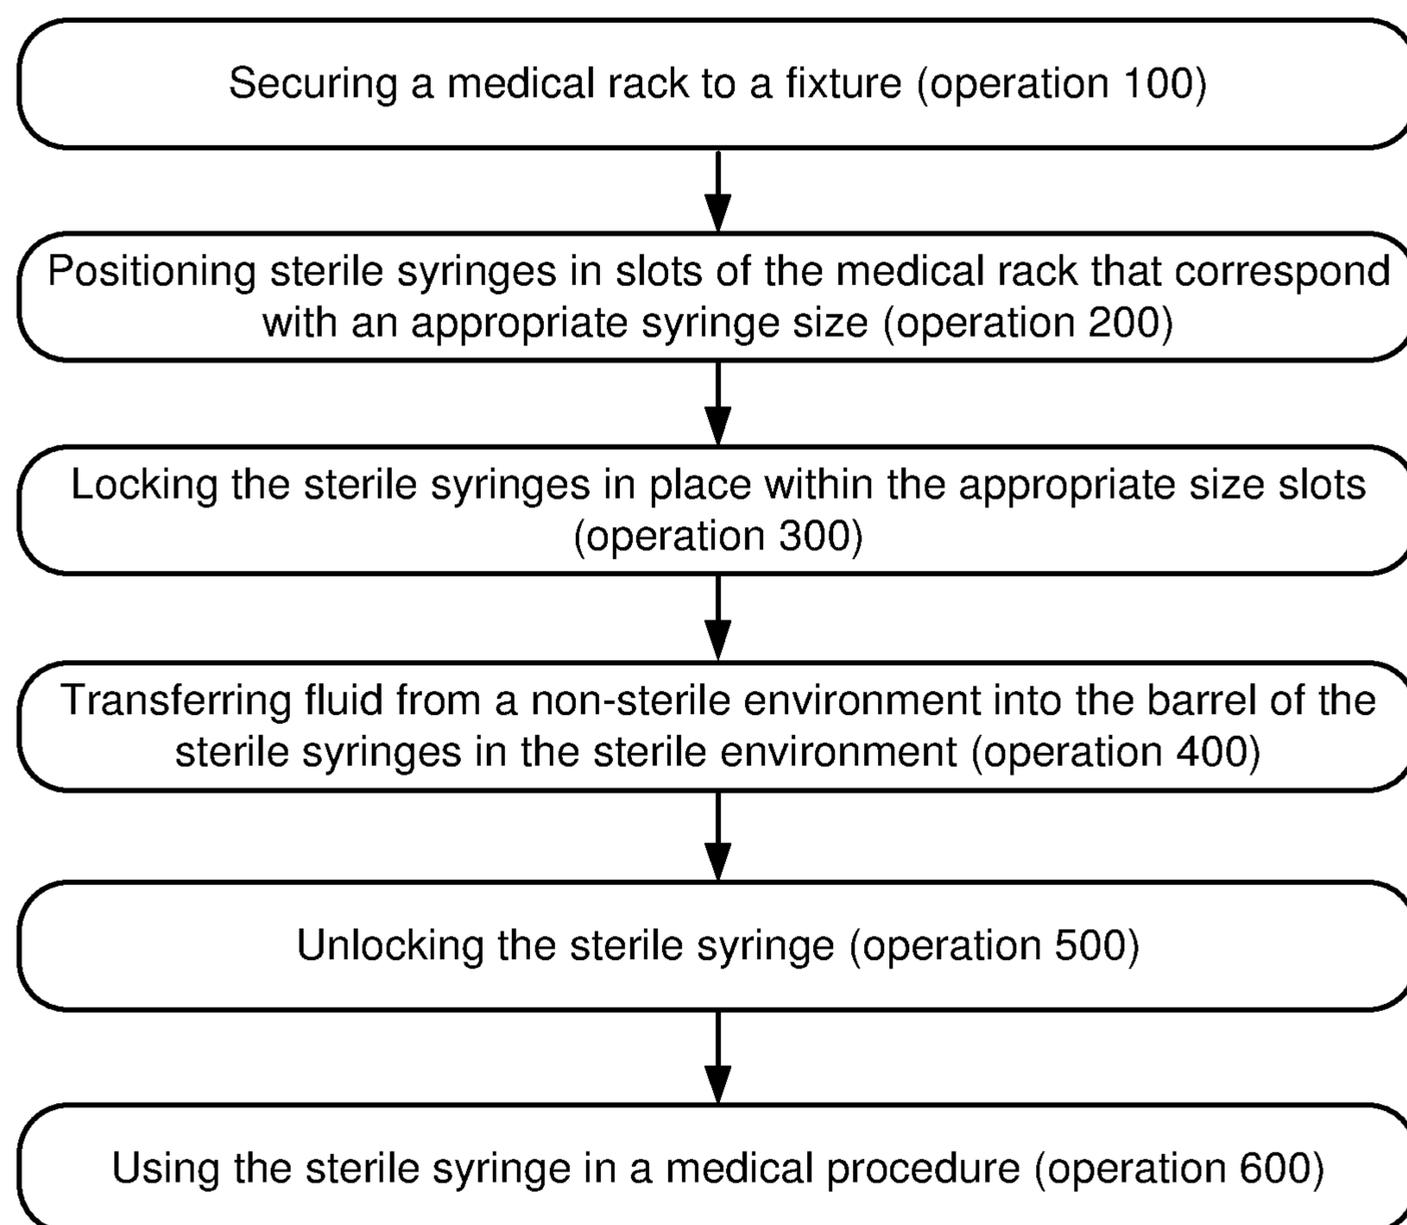 Securing a medical rack to a fixture (operation 100)
Positioning sterile syringes in slots of the medical rack that correspond
with an appropriate syringe size (operation 200)
Locking the sterile syringes in place within the appropriate size slots
(operation 300)
Transferring fluid from a non-sterile environment into the barrel of the
sterile syringes in the sterile environment (operation 400)
Unlocking the sterile syringe (operation 500)
Using the sterile syringe in a medical procedure (operation 600)